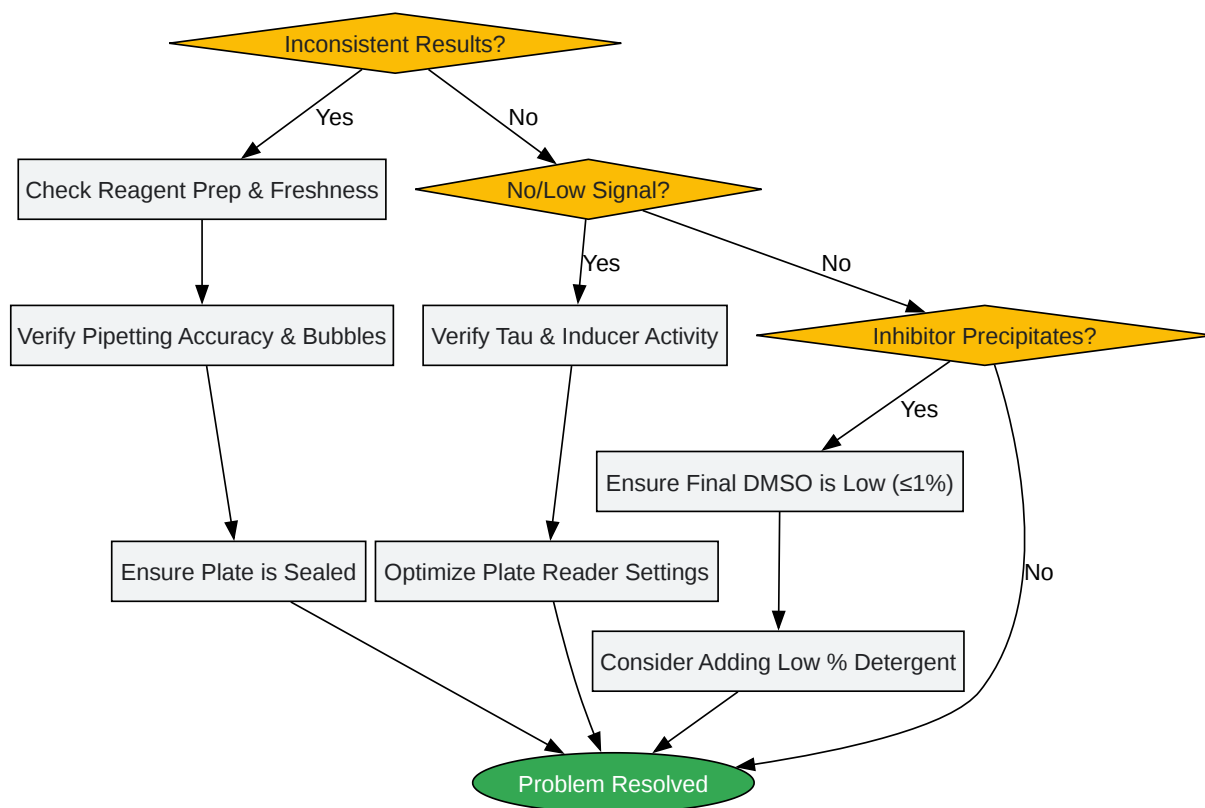 Inconsistent Results?
Yes
No
Check Reagent Prep & Freshness
No/Low Signal?
Yes
No
Verify Pipetting Accuracy & Bubbles
Verify Tau & Inducer Activity
Inhibitor Precipitates?
Yes
Ensure Final DMSO is Low (≤1%)
Ensure Plate is Sealed
Optimize Plate Reader Settings
No
Consider Adding Low % Detergent
Problem Resolved